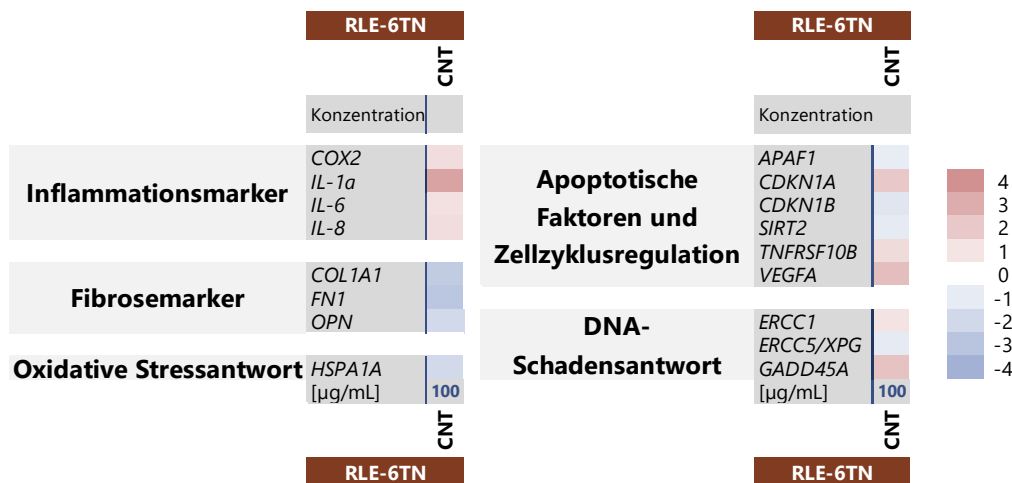 RLE-6TN
CNT
Konzentration
Inflammationsmarker
COX2
IL-1a
IL-6
IL-8
Fibrosemarker
COL1A1
FN1
OPN
Oxidative Stressantwort
HSPA1A
[µg/mL] 100
CNT
RLE-6TN
RLE-6TN
CNT
Konzentration
Apoptotische
Faktoren und
Zellzyklusregulation
APAF1
CDKN1A
CDKN1B
SIRT2
TNFRSF10B
VEGFA
DNA-
Schadensantwort
ERCC1
ERCC5/XPG
GADD45A
[µg/mL] 100
CNT
RLE-6TN
4
3
2
1
0
-1
-2
-3
-4